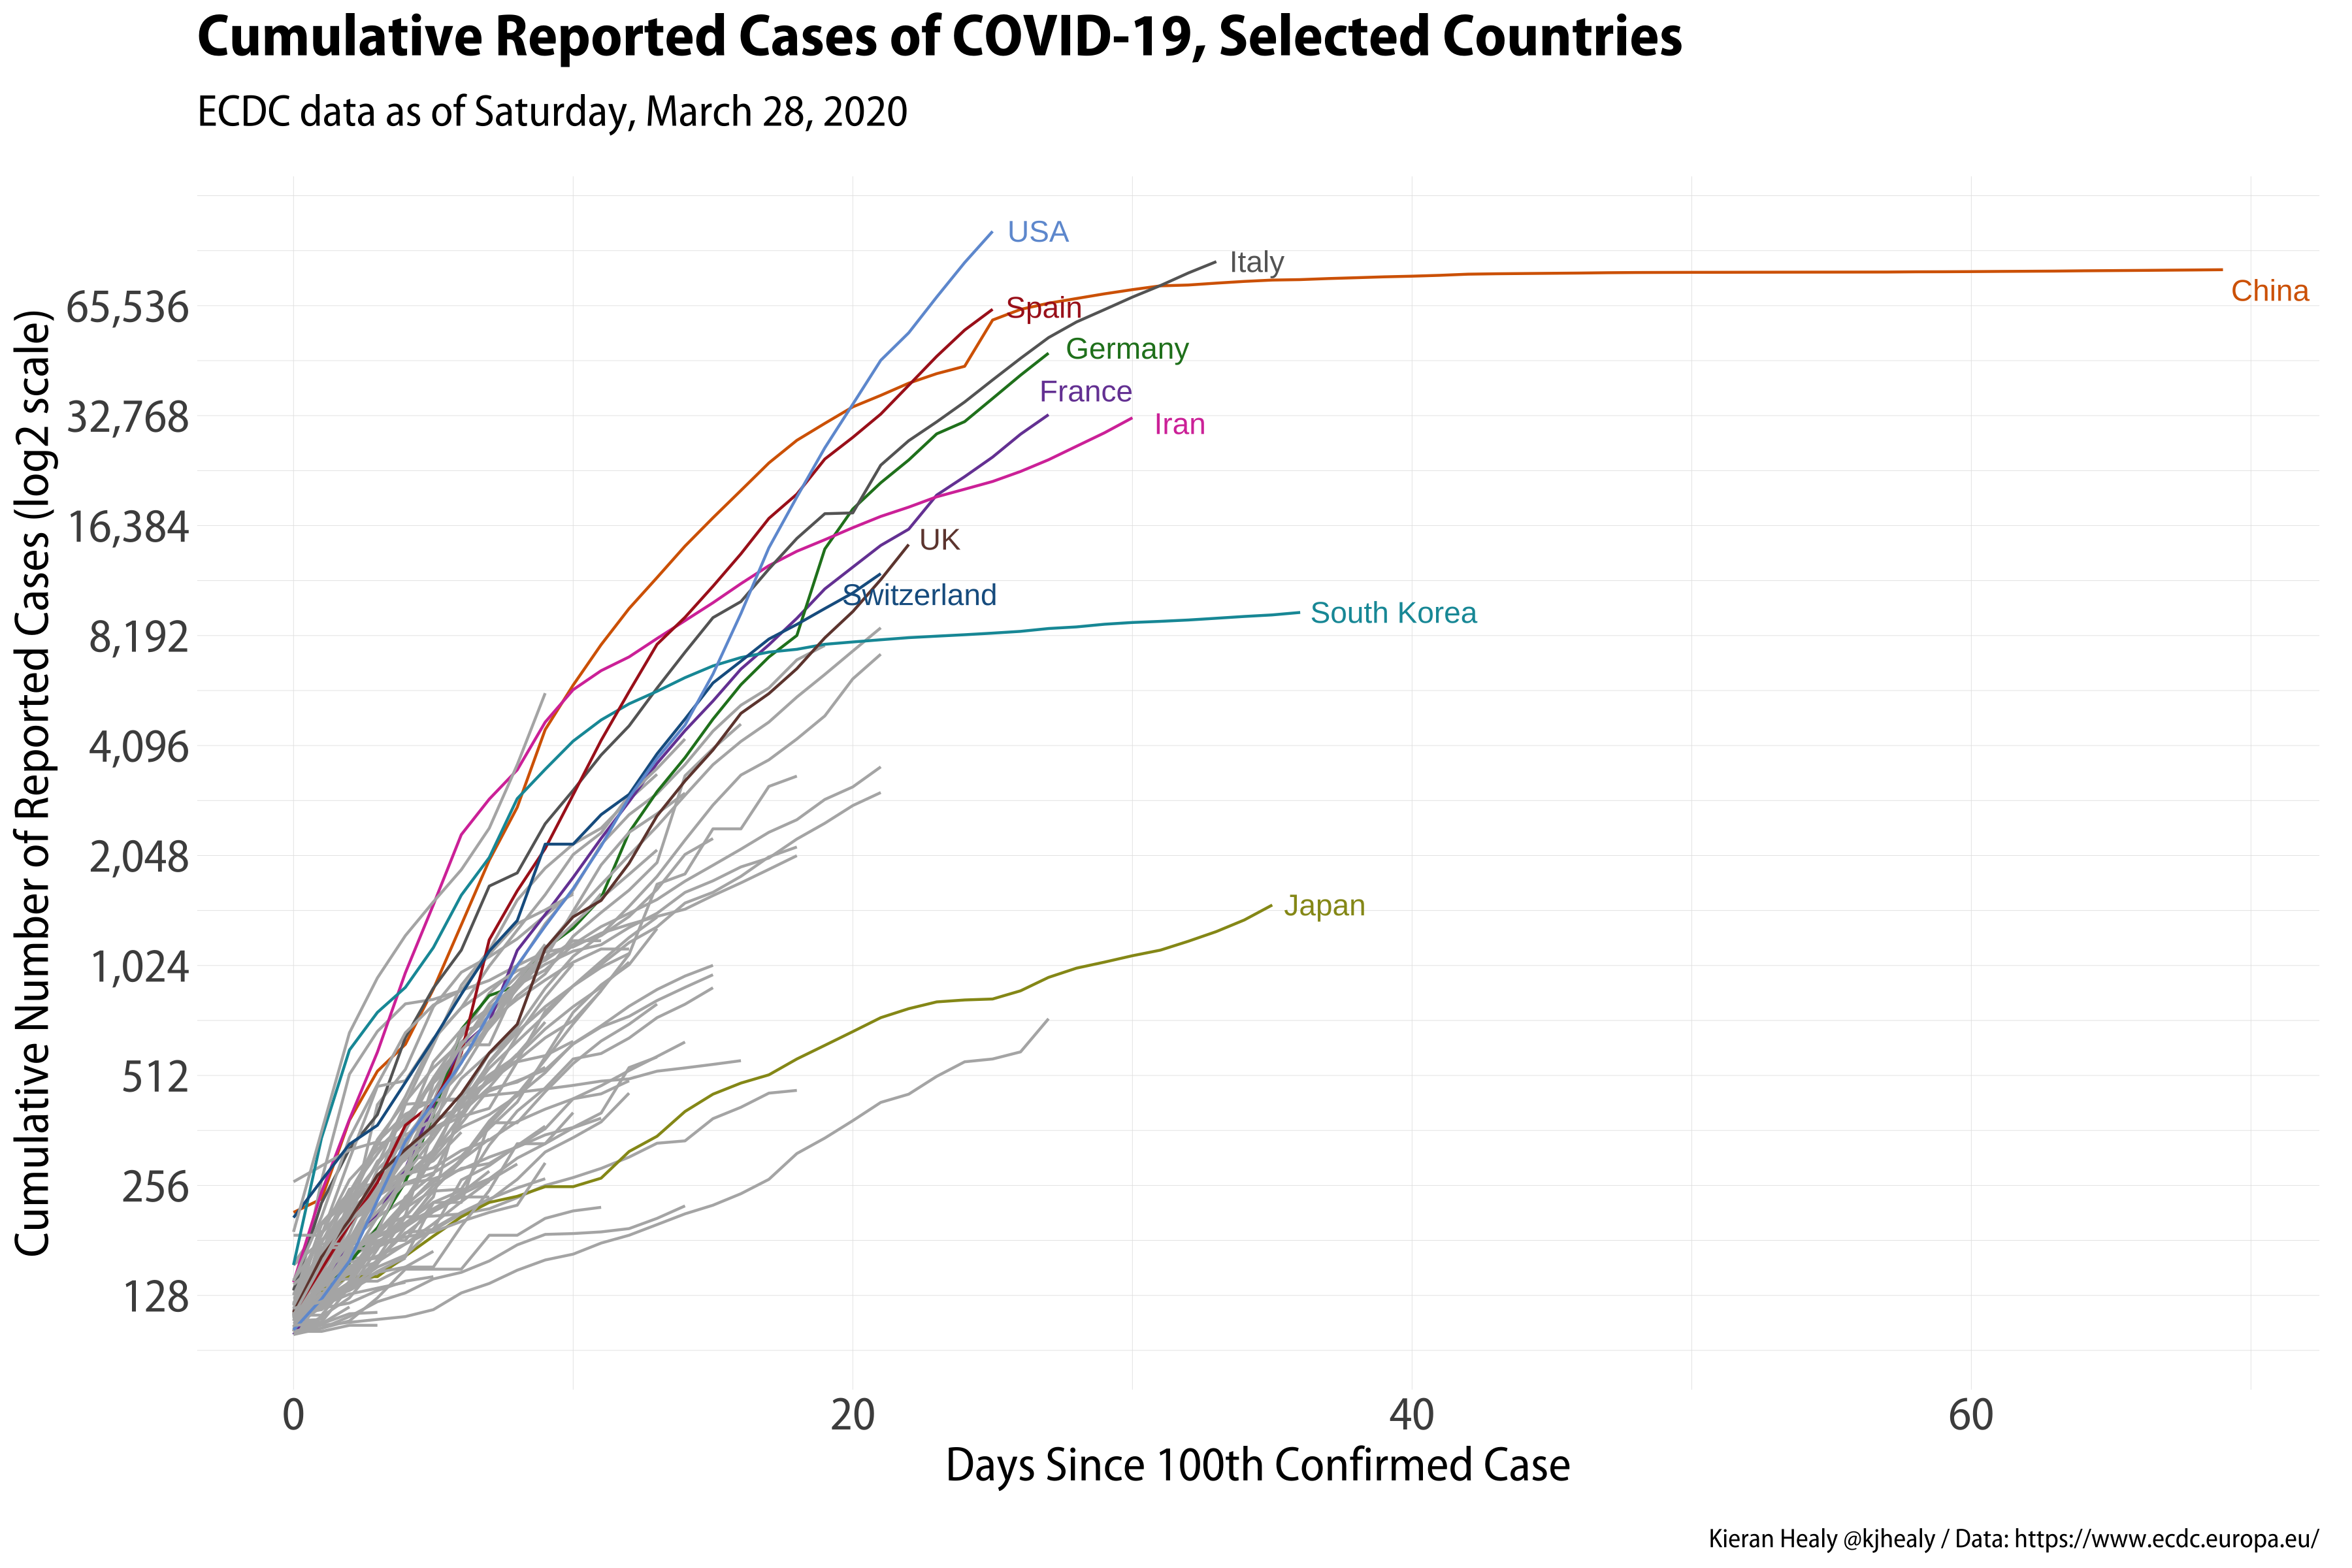 Cumulative Reported Cases of COVID-19, Selected Countries
ECDC data as of Saturday, March 28, 2020
Cumulative Number of Reported Cases (log2 scale)
65,536
32,768
16,384
8,192
4,096
2,048
1,024
512
256
128
USA
Italy
China
Spain
Germany
France
Iran
UK
Switzerland
South Korea
Japan
0
20
40
60
Days Since 100th Confirmed Case
Kieran Healy @kjhealy / Data: https://www.ecdc.europa.eu/